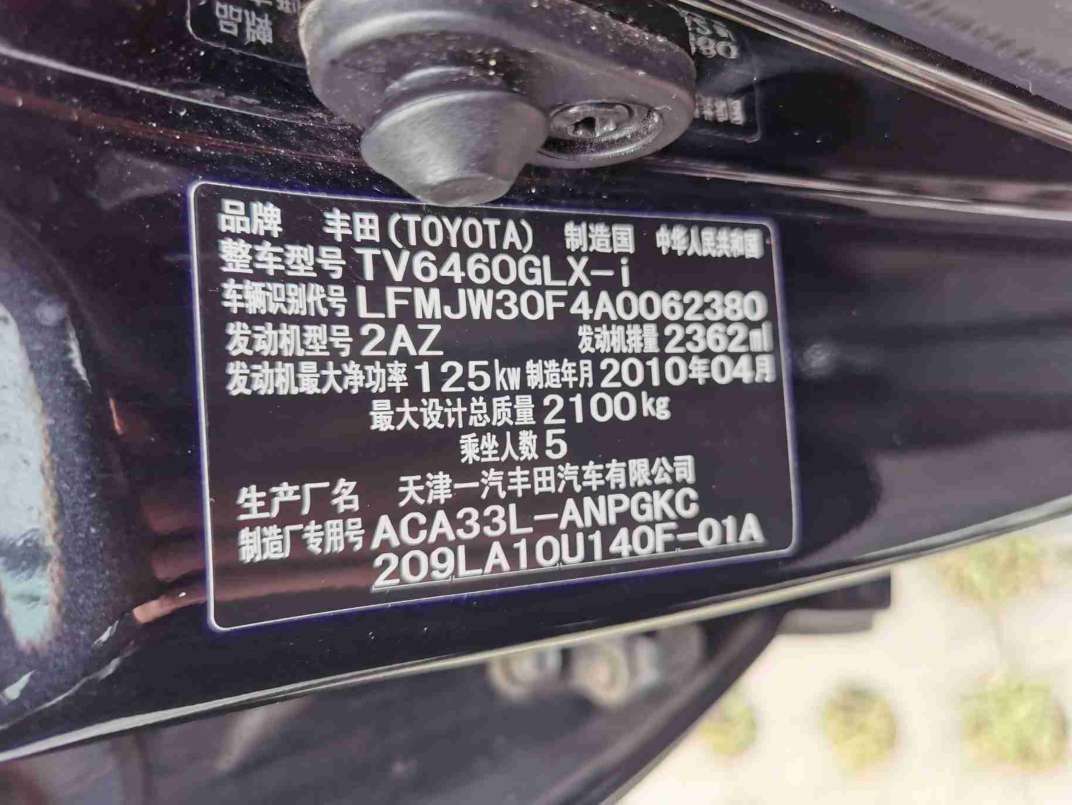 品牌
品牌 丰田(TOYOTA) 制造国 中华人民共和国
整车型号 TV6460GLX-i
车辆识别代号 LFMJW30F4A0062380
发动机型号 2AZ 发动机排量 2362ml
发动机最大净功率 125kw 制造年月 2010年04月
最大设计总质量 2100kg
乘坐人数 5
生产厂名 天津一汽丰田汽车有限公司
制造厂专用号 ACA33L-ANPGKC
209LA10U140F-01A